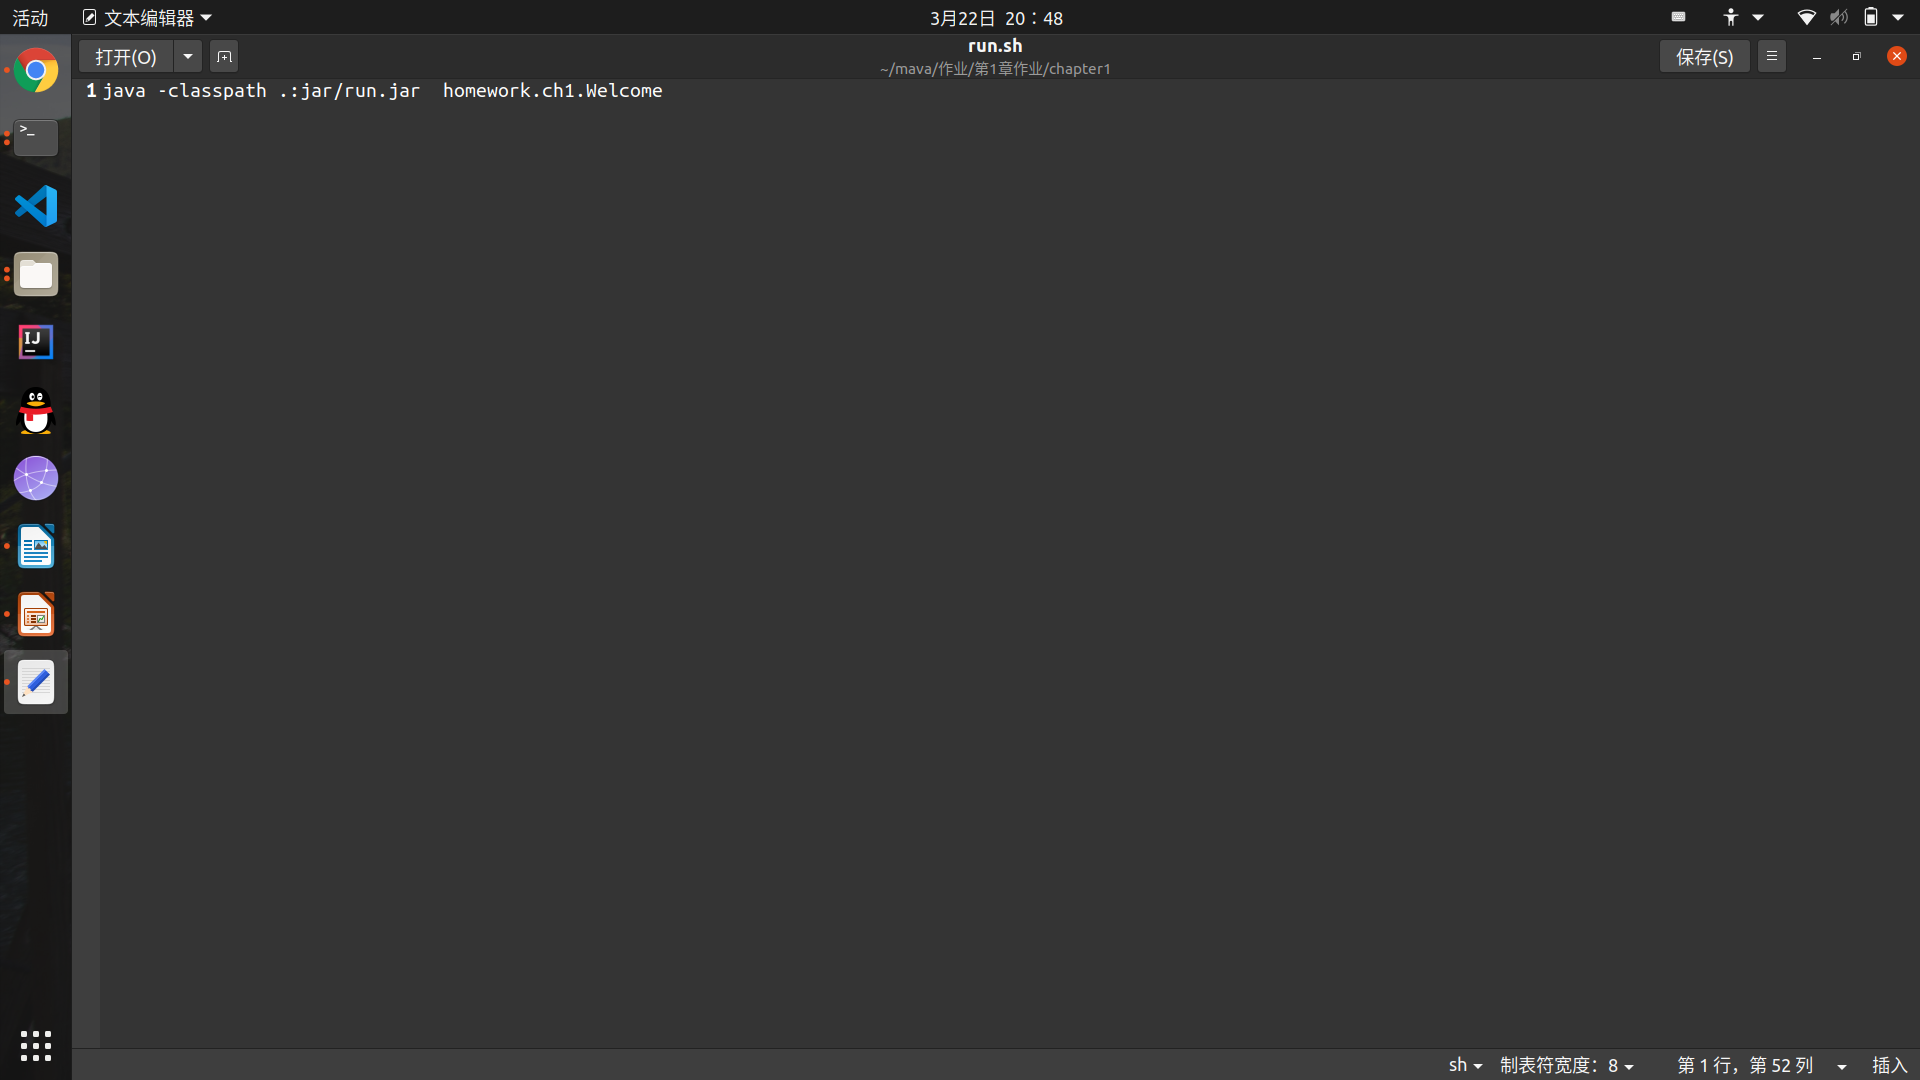 活动
文本编辑器
3月22日 20：48
打开(O)
run.sh
~/mava/作业/第1章作业/chapter1
保存(S)
1 java -classpath .:jar/run.jar  homework.ch1.Welcome
>_
IJ
sh
制表符宽度：8
第 1 行，第 52 列
插入